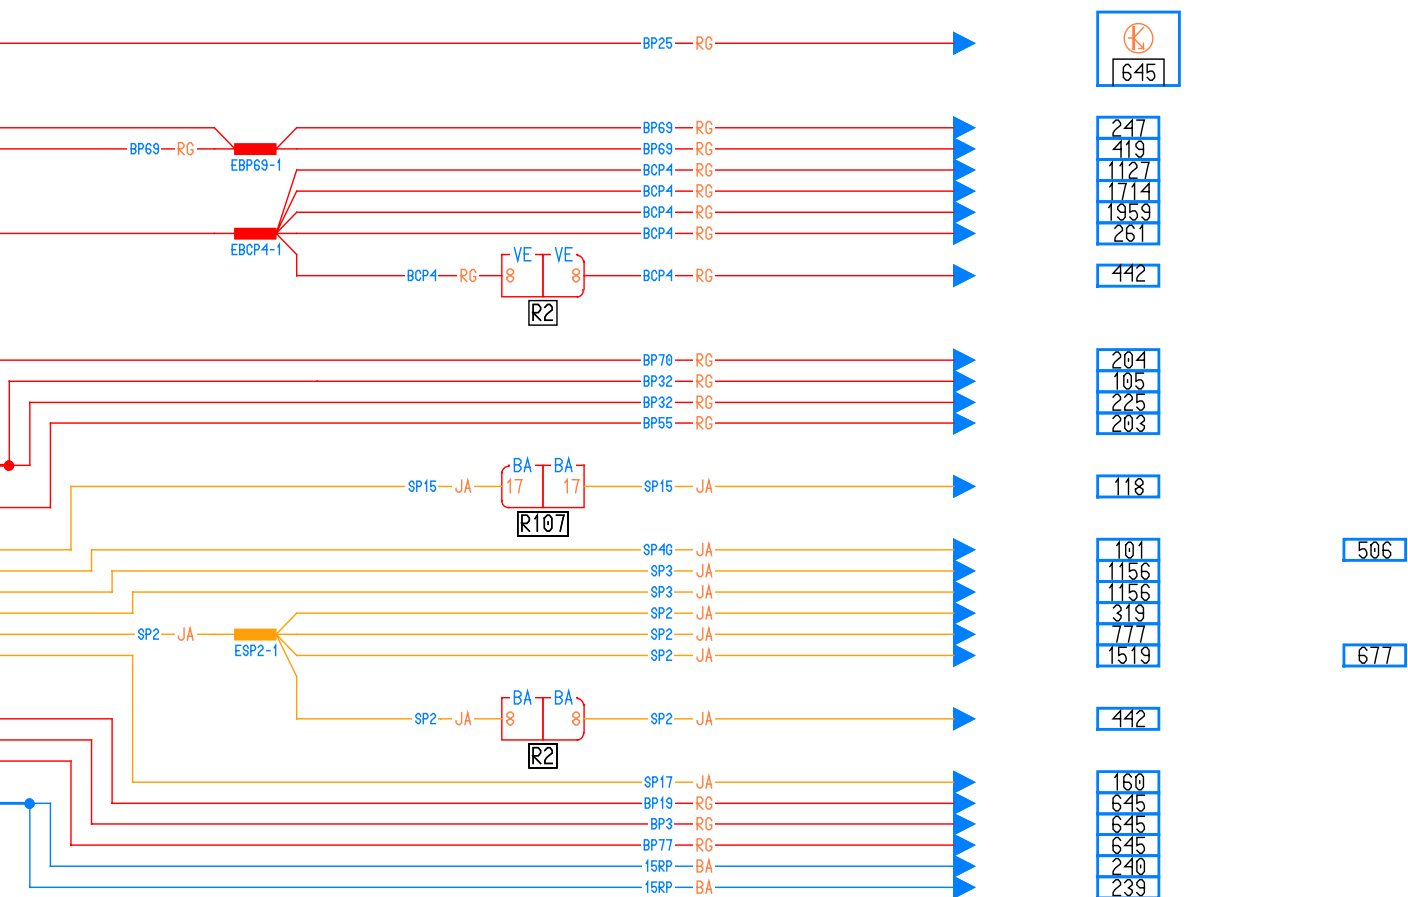 BP25 RG
645
BP69 RG 247
BP69 RG BP69 RG 419
EBP69-1
BCP4 RG 1127
BCP4 RG 1714
BCP4 RG 1959
BCP4 RG 261
EBCP4-1
VE VE
BCP4 RG 8 8 BCP4 RG 442
R2
BP70 RG 204
BP32 RG 105
BP32 RG 225
BP55 RG 203
BA BA
SP15 JA 17 17 SP15 JA 118
R107
SP4G JA 101 506
SP3 JA 1156
SP3 JA 1156
SP2 JA 319
SP2 JA SP2 JA 777
ESP2-1
SP2 JA 1519 677
BA BA
SP2 JA 8 8 SP2 JA 442
R2
SP17 JA 160
BP19 RG 645
BP3 RG 645
BP77 RG 645
15RP BA 240
15RP BA 239